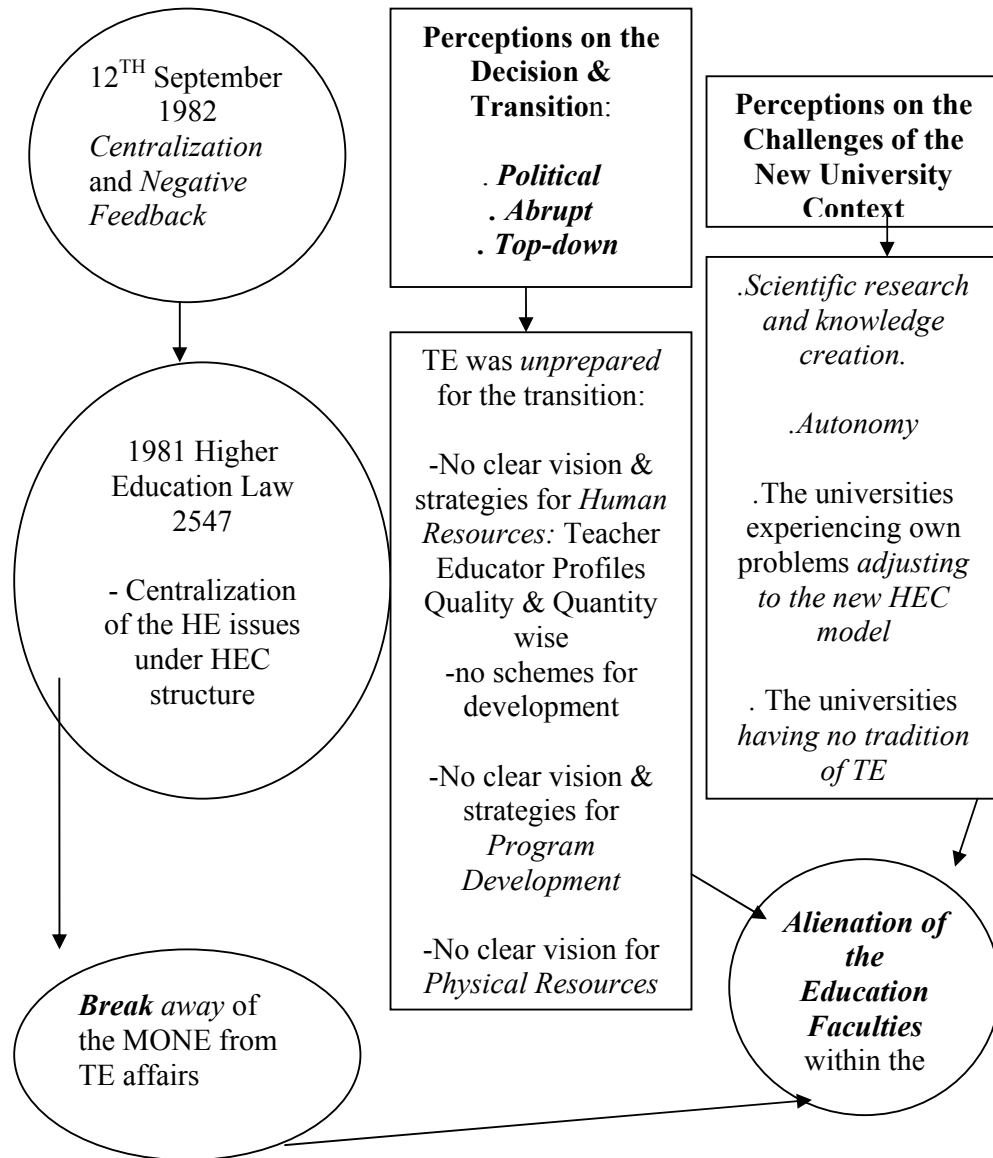 12TH September
1982
Centralization
and Negative
Feedback
1981 Higher
Education Law
2547
- Centralization
of the HE issues
under HEC
structure
Break away of
the MONE from
TE affairs
Perceptions on the
Decision &
Transition:
. Political
. Abrupt
. Top-down
TE was unprepared
for the transition:
-No clear vision &
strategies for Human
Resources: Teacher
Educator Profiles
Quality & Quantity
wise
-no schemes for
development
-No clear vision &
strategies for
Program
Development
-No clear vision for
Physical Resources
Perceptions on the
Challenges of the
New University
Context
.Scientific research
and knowledge
creation.
.Autonomy
.The universities
experiencing own
problems adjusting
to the new HEC
model
. The universities
having no tradition
of TE
Alienation of
the
Education
Faculties
within the